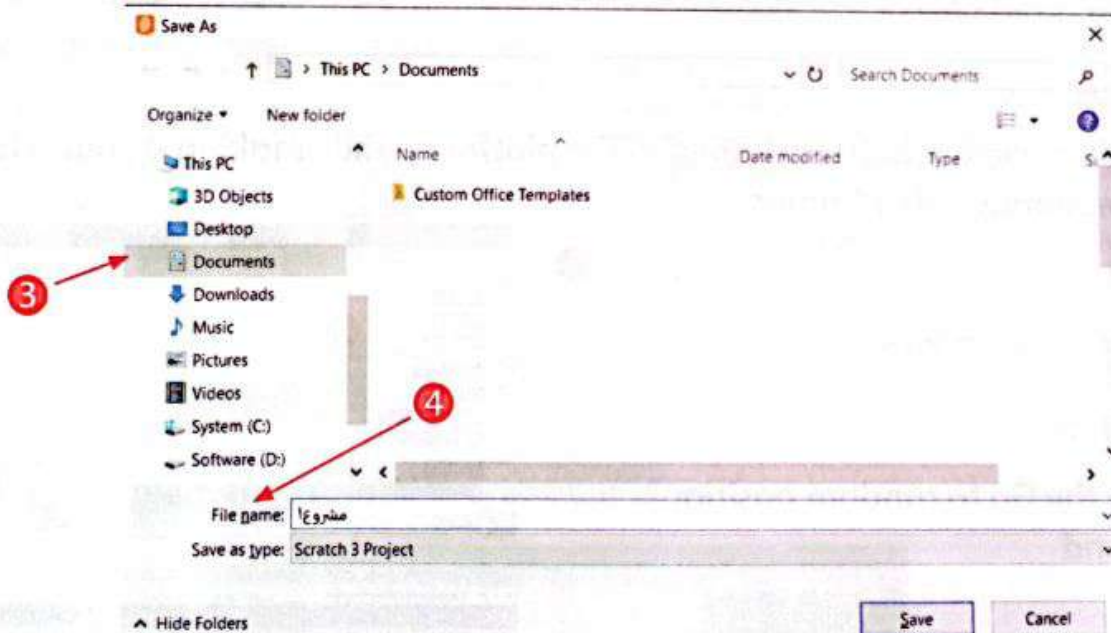 Save As
This PC > Documents
Search Documents
Organize
New folder
This PC
Name
Date modified
Type
3D Objects
Custom Office Templates
Desktop
Documents
3
Downloads
Music
Pictures
Videos
4
System (C:)
Software (D:)
File name: مشروع١
Save as type: Scratch 3 Project
Hide Folders
Save
Cancel